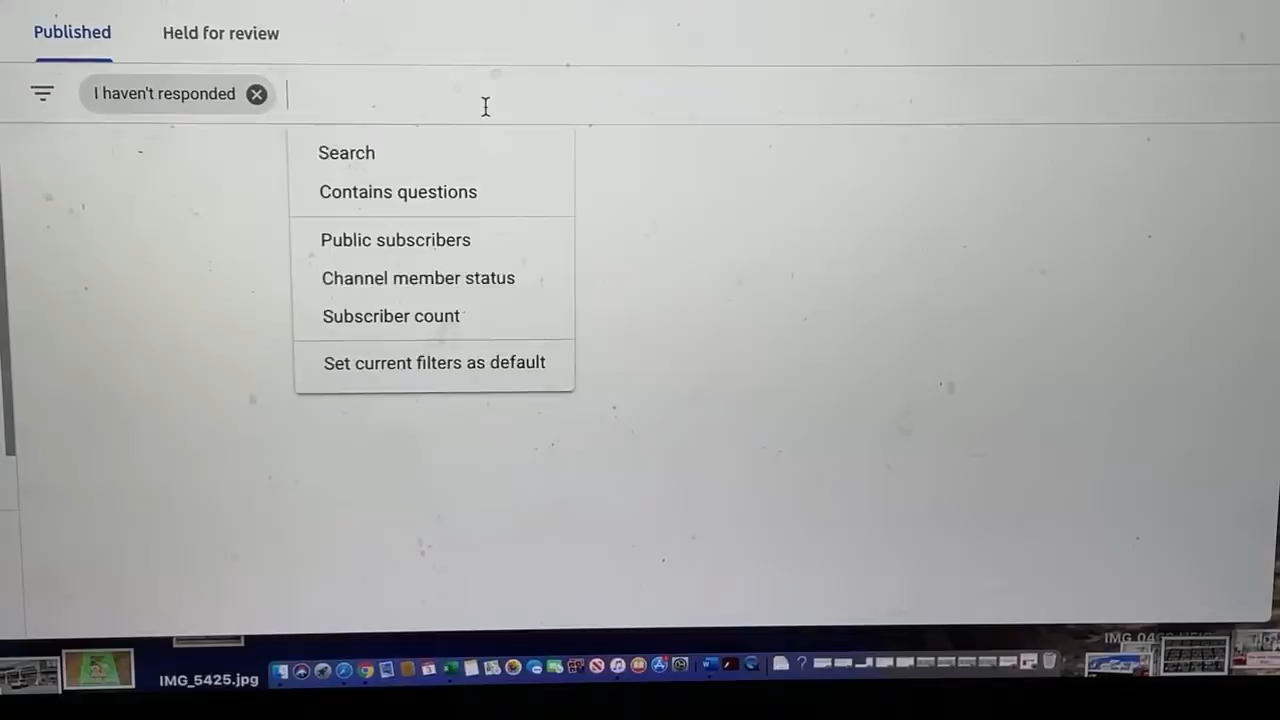 Published
Held for review
I haven't responded
Search
Contains questions
Public subscribers
Channel member status
Subscriber count
Set current filters as default
IMG_5425.jpg